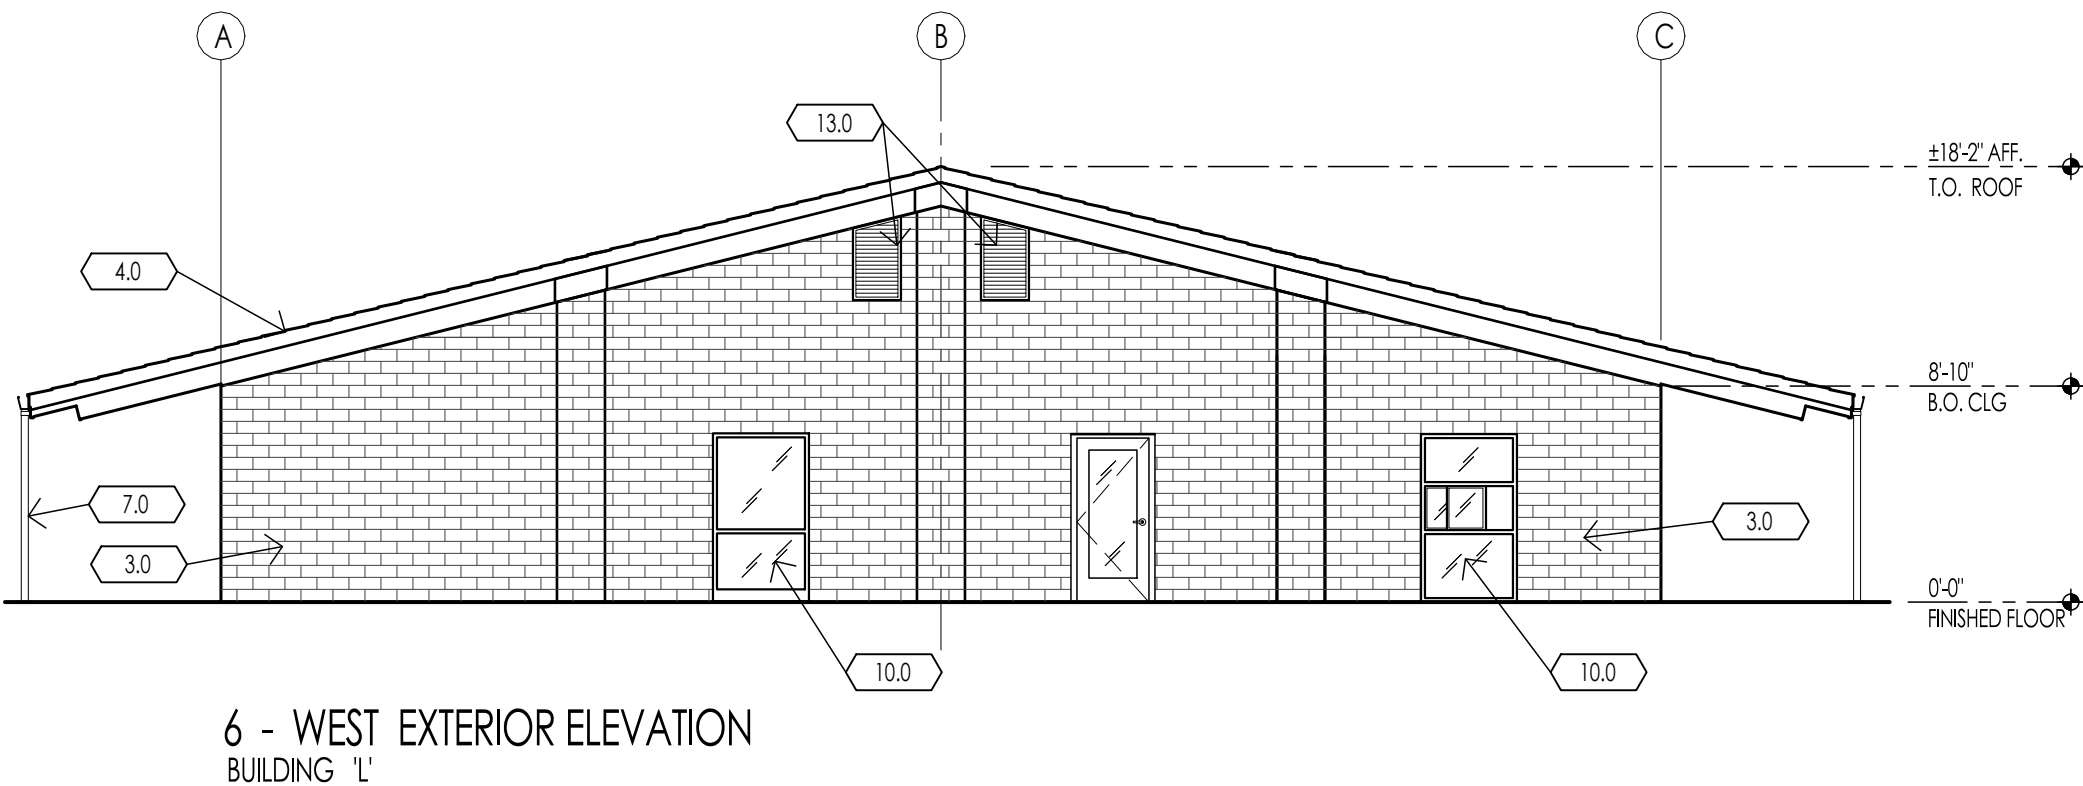 A
B
C
13.0
±18'-2" AFF.
T.O. ROOF
4.0
8'-10"
B.O. CLG
7.0
3.0
3.0
0'-0"
FINISHED FLOOR
10.0
10.0
6 - WEST EXTERIOR ELEVATION
BUILDING 'L'